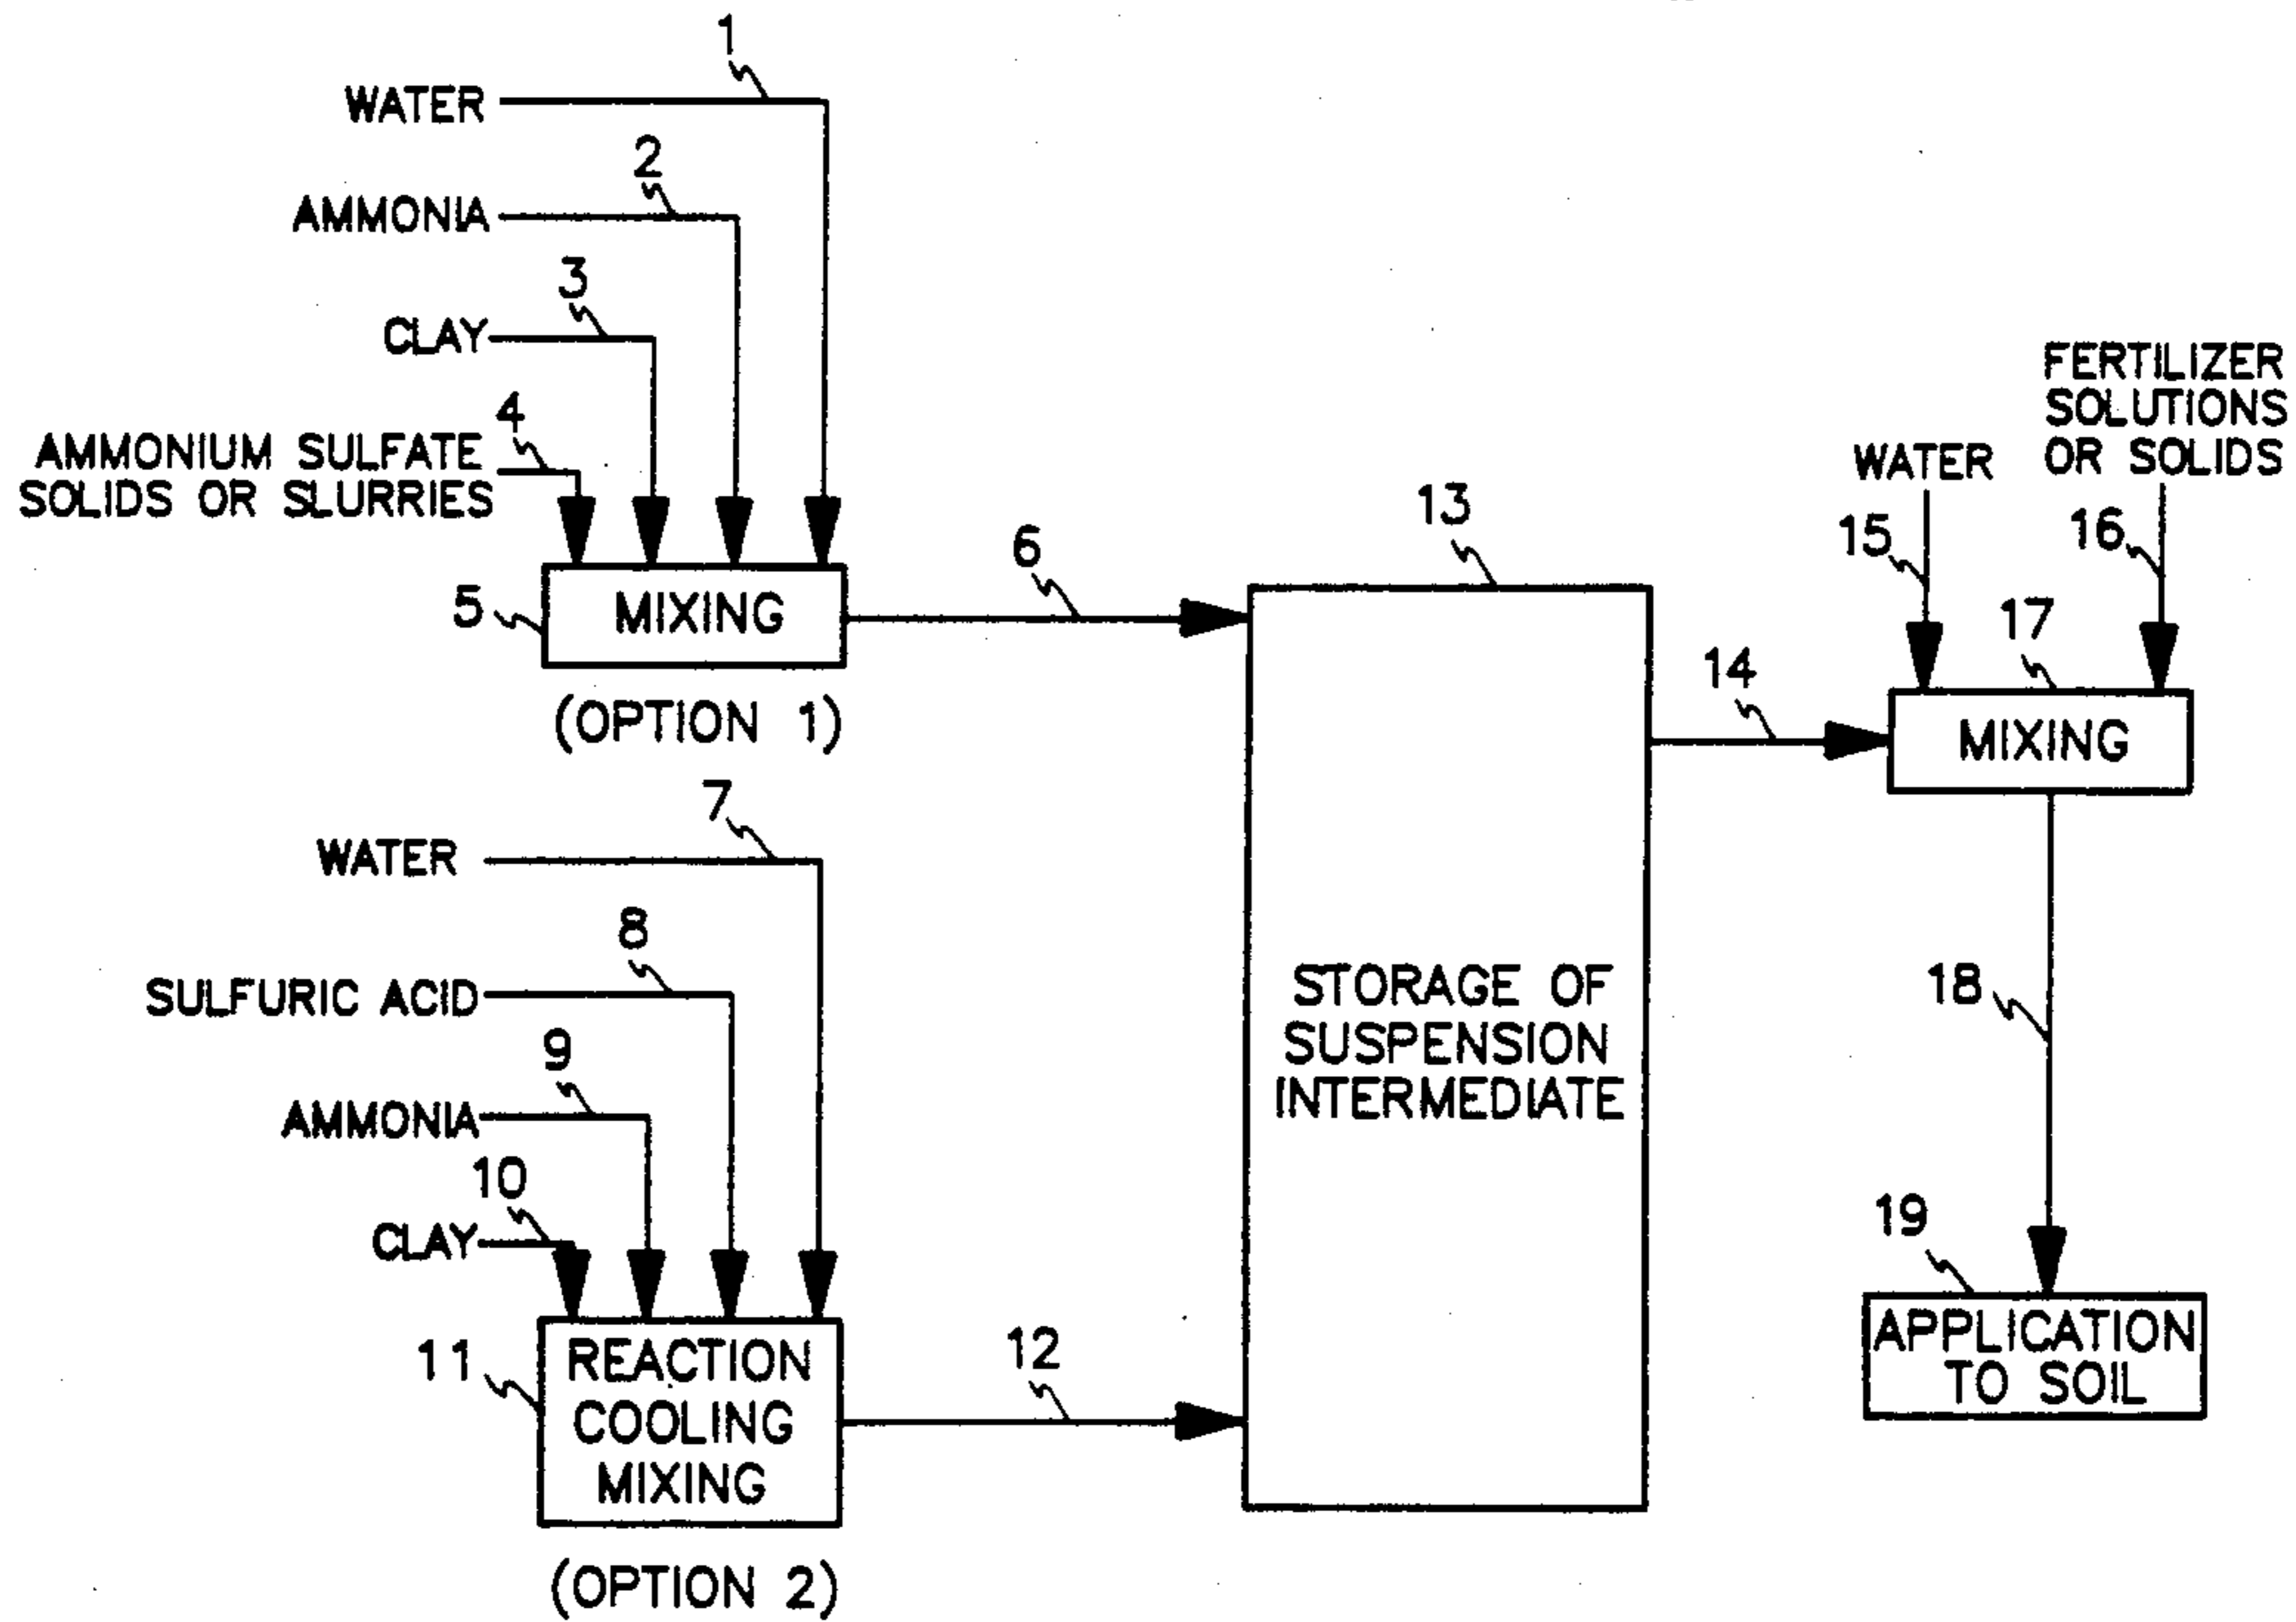 1
WATER
2
AMMONIA
3
CLAY
4
AMMONIUM SULFATE
SOLIDS OR SLURRIES
5
MIXING
(OPTION 1)
6
7
WATER
8
SULFURIC ACID
9
AMMONIA
10
CLAY
11
REACTION
COOLING
MIXING
(OPTION 2)
12
13
STORAGE OF
SUSPENSION
INTERMEDIATE
14
WATER
15
FERTILIZER
SOLUTIONS
OR SOLIDS
16
17
MIXING
18
19
APPLICATION
TO SOIL